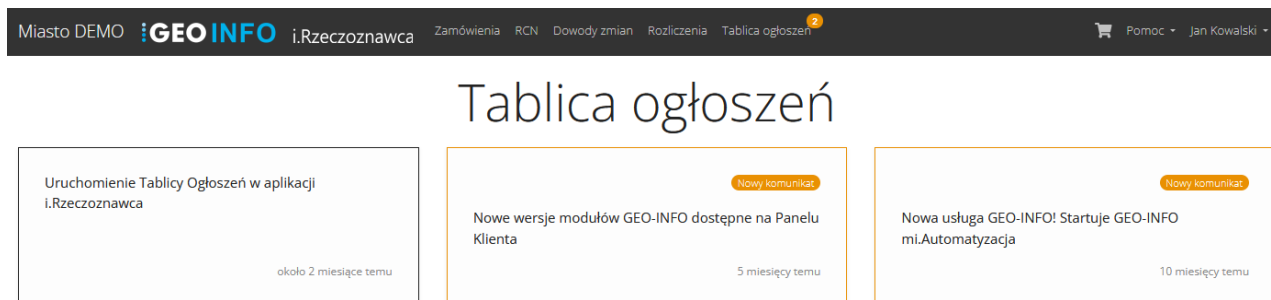 Miasto DEMO GEOINFO i.Rzeczoznawca Zamówienia RCN Dowody zmian Rozliczenia Tablica ogłoszeń 2 Pomoc Jan Kowalski
Tablica ogłoszeń
Uruchomienie Tablicy Ogłoszeń w aplikacji
i.Rzeczoznawca
około 2 miesiące temu
Nowy komunikat
Nowe wersje modułów GEO-INFO dostępne na Panelu
Klienta
5 miesięcy temu
Nowy komunikat
Nowa usługa GEO-INFO! Startuje GEO-INFO
mi.Automatyzacja
10 miesięcy temu